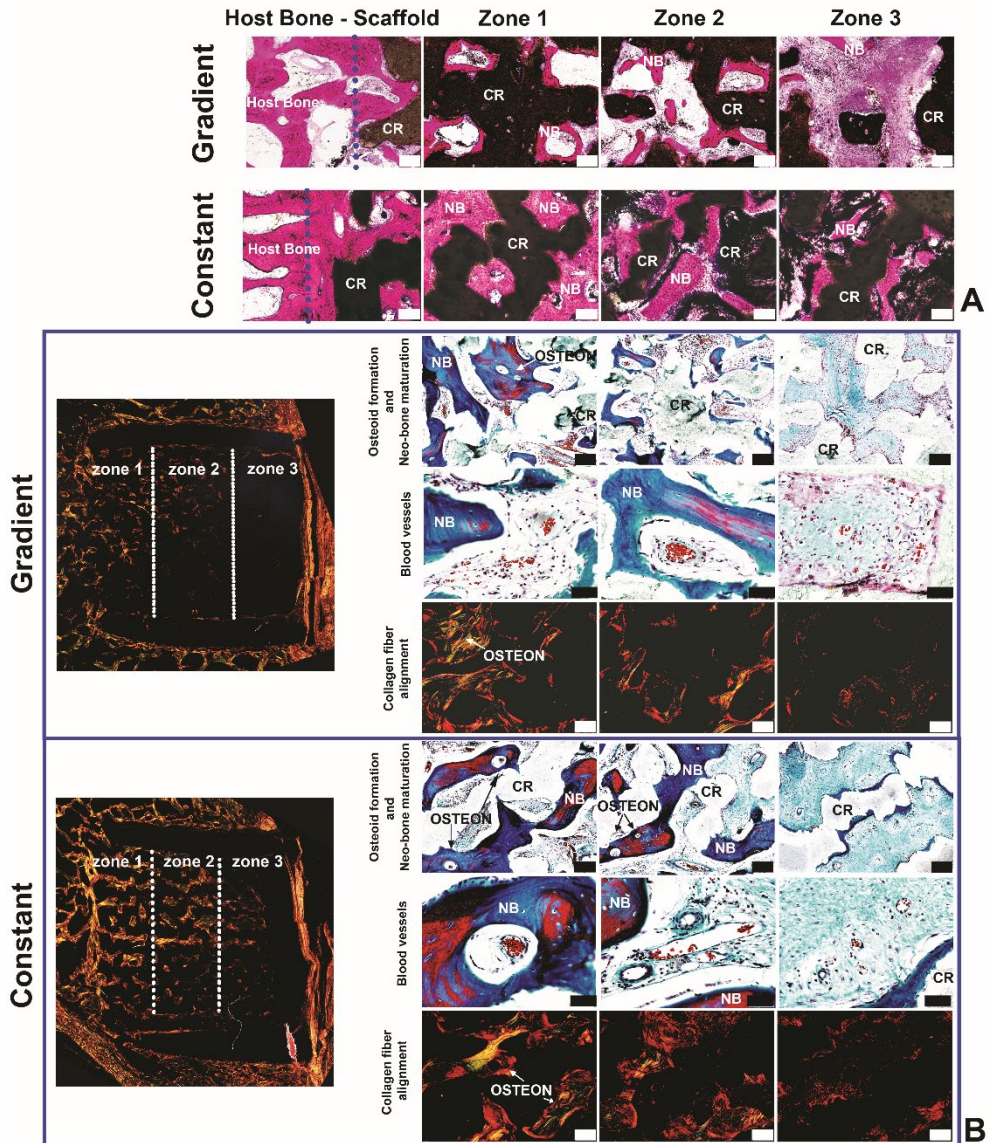 Host Bone - Scaffold Zone 1 Zone 2 Zone 3
Gradient
Host Bone
CR
CR
NB
NB
CR
NB
CR
Constant
Host Bone
CR
NB
NB
CR
NB
CR
NB
CR
NB
CR
A
Gradient
zone 1 zone 2 zone 3
Osteoid formation
and
Neo-bone maturation
NB
OSTEON
CR
CR
CR
CR
Blood vessels
NB
NB
Collagen fiber
alignment
OSTEON
Constant
zone 1 zone 2 zone 3
Osteoid formation
and
Neo-bone maturation
CR
NB
OSTEON
NB
CR
OSTEON
NB
CR
Blood vessels
NB
NB
NB
CR
Collagen fiber
alignment
OSTEON
B